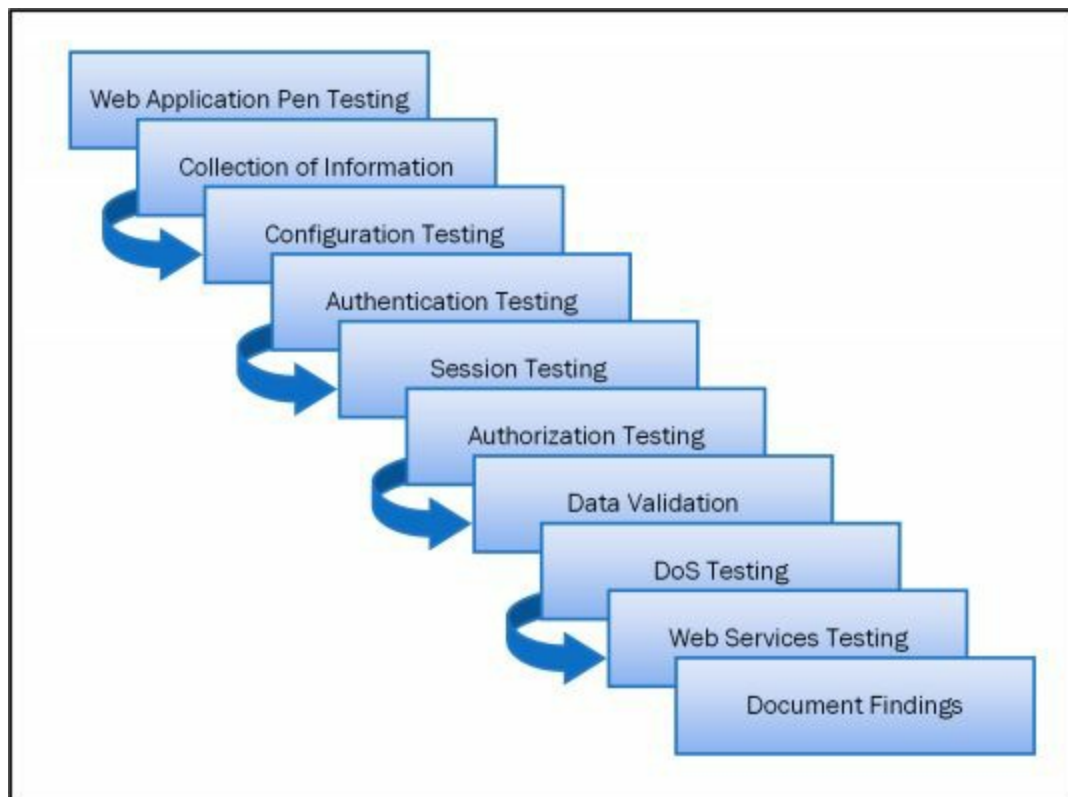 Web Application Pen Testing
Collection of Information
Configuration Testing
Authentication Testing
Session Testing
Authorization Testing
Data Validation
DoS Testing
Web Services Testing
Document Findings